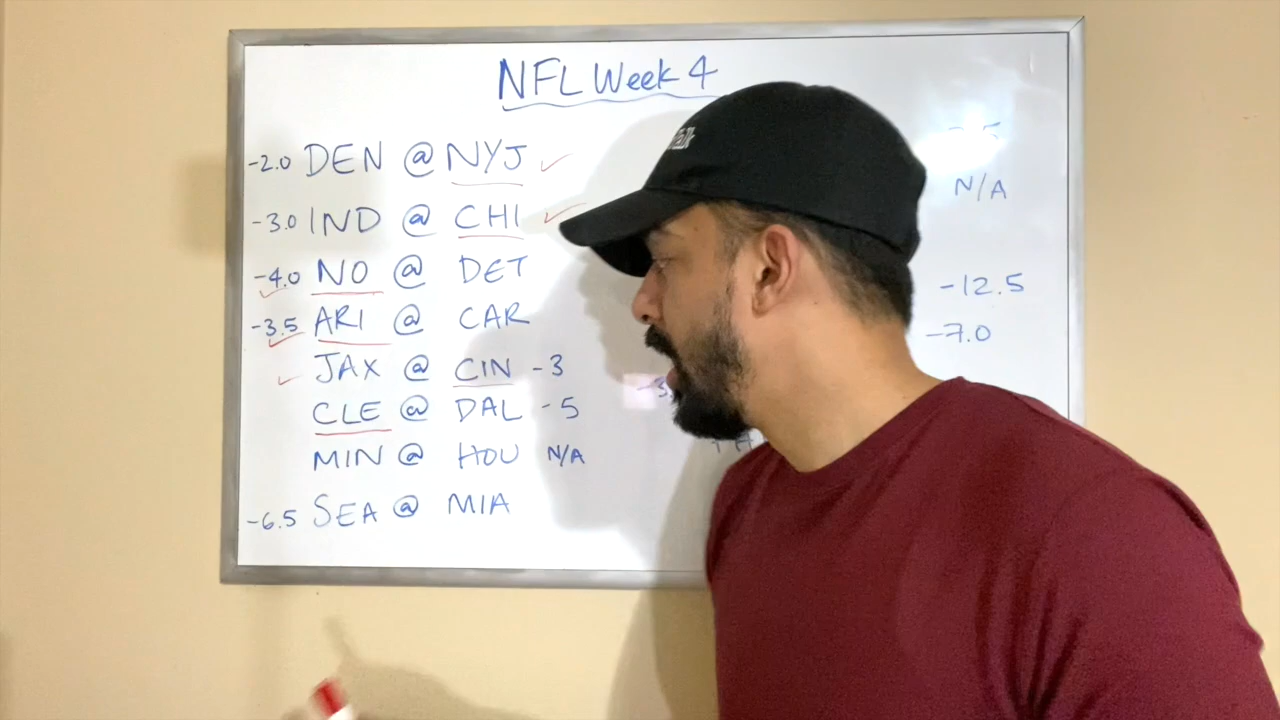 NFL Week 4
-2.0 DEN @ NYJ
-3.0 IND @ CHI
N/A
-4.0 NO @ DET
-12.5
-3.5 ARI @ CAR
-7.0
JAX @ CIN -3
CLE @ DAL -5
MIN @ HOU N/A
-6.5 SEA @ MIA